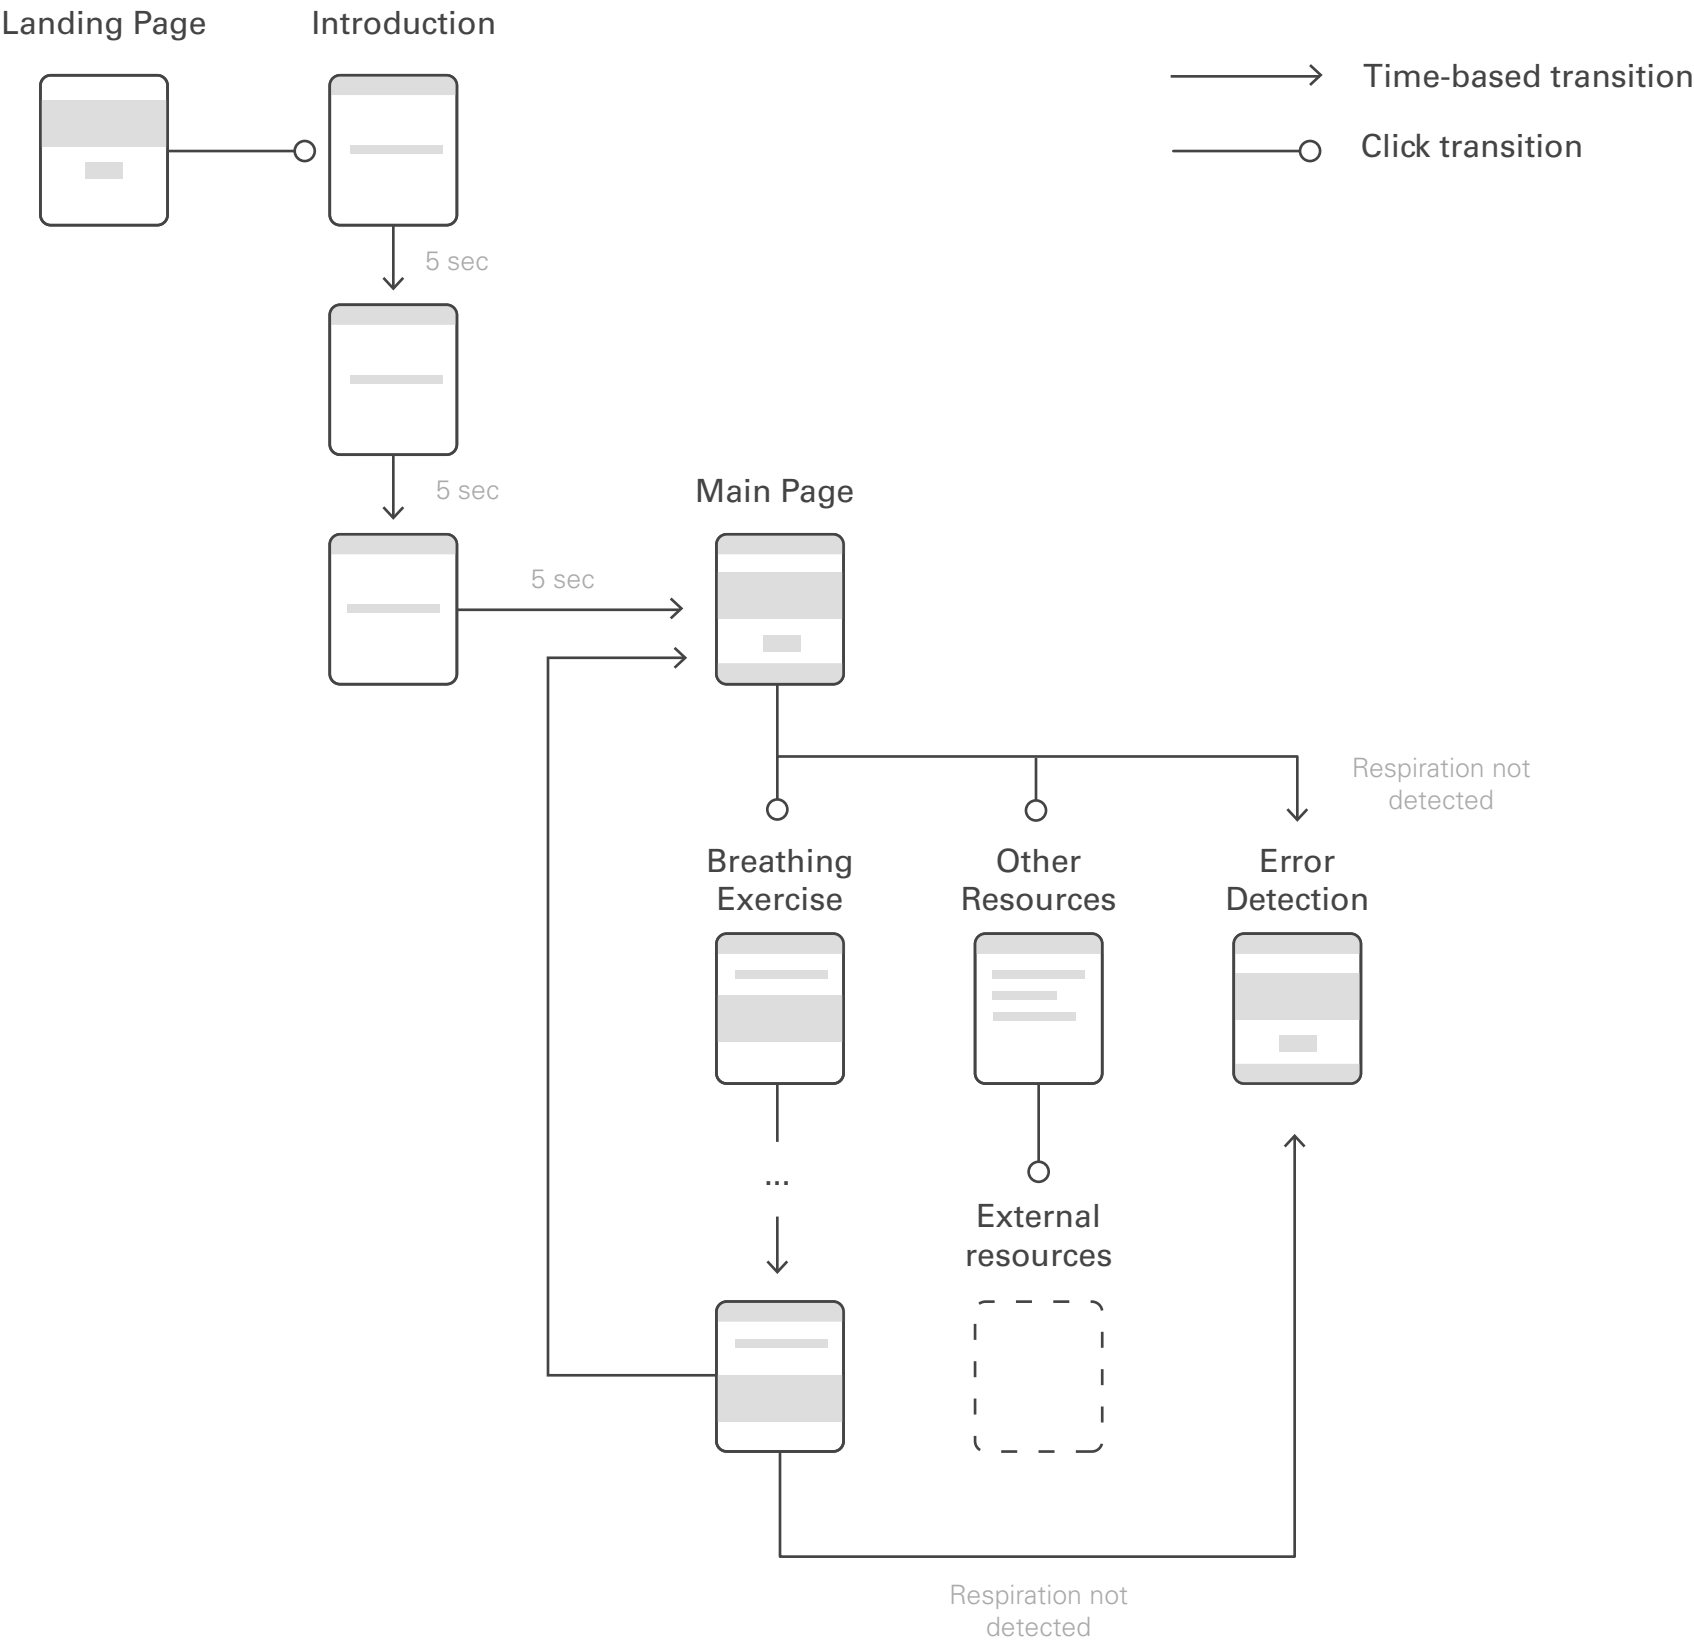 Landing Page
Introduction
Time-based transition
Click transition
5 sec
5 sec
Main Page
5 sec
Respiration not
detected
Breathing
Exercise
Other
Resources
Error
Detection
...
External
resources
Respiration not
detected